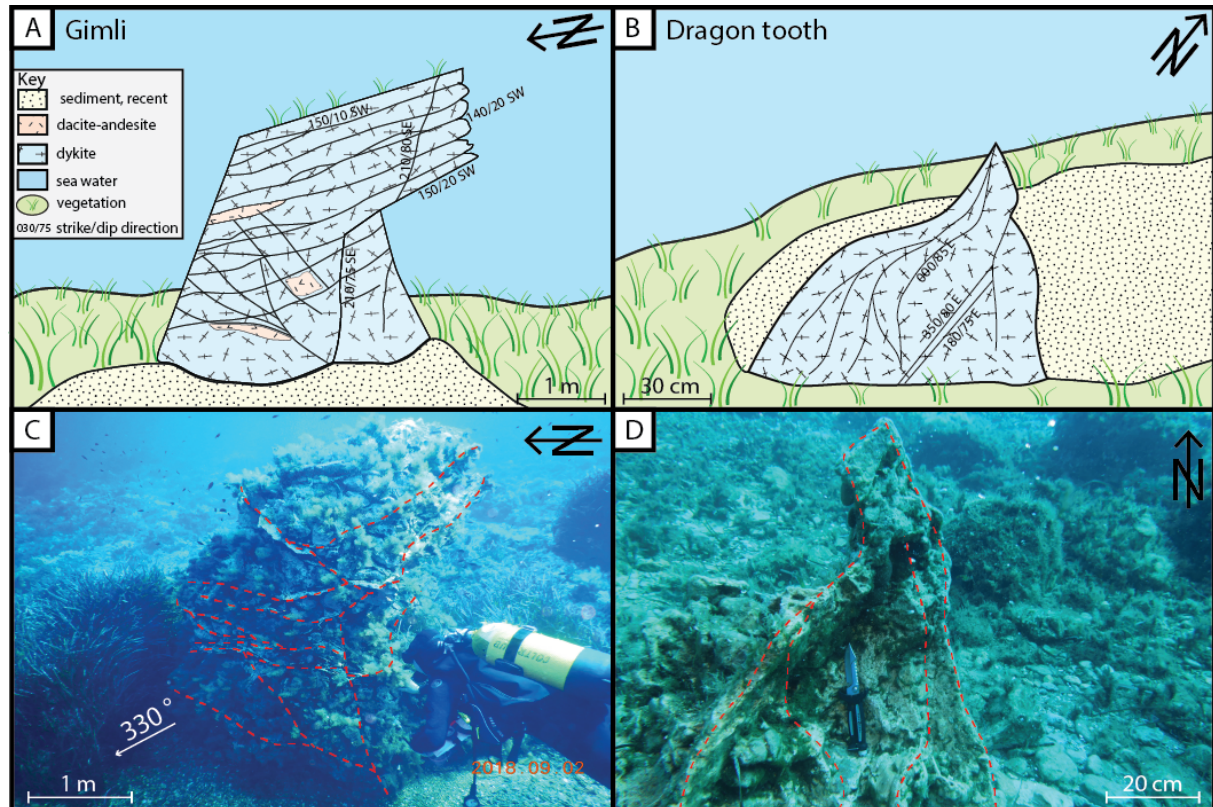 A Gimli
N
Key
sediment, recent
dacite-andesite
dykite
sea water
vegetation
030/75 strike/dip direction
150/10 SW
140/20 SW
210/80 SE
150/20 SW
210/75 SE
1 m
B Dragon tooth
N
000/85 E
350/80 E
180/75 E
30 cm
C
N
330 °
1 m
COLTRI SUB
2018.09.02
D
N
20 cm